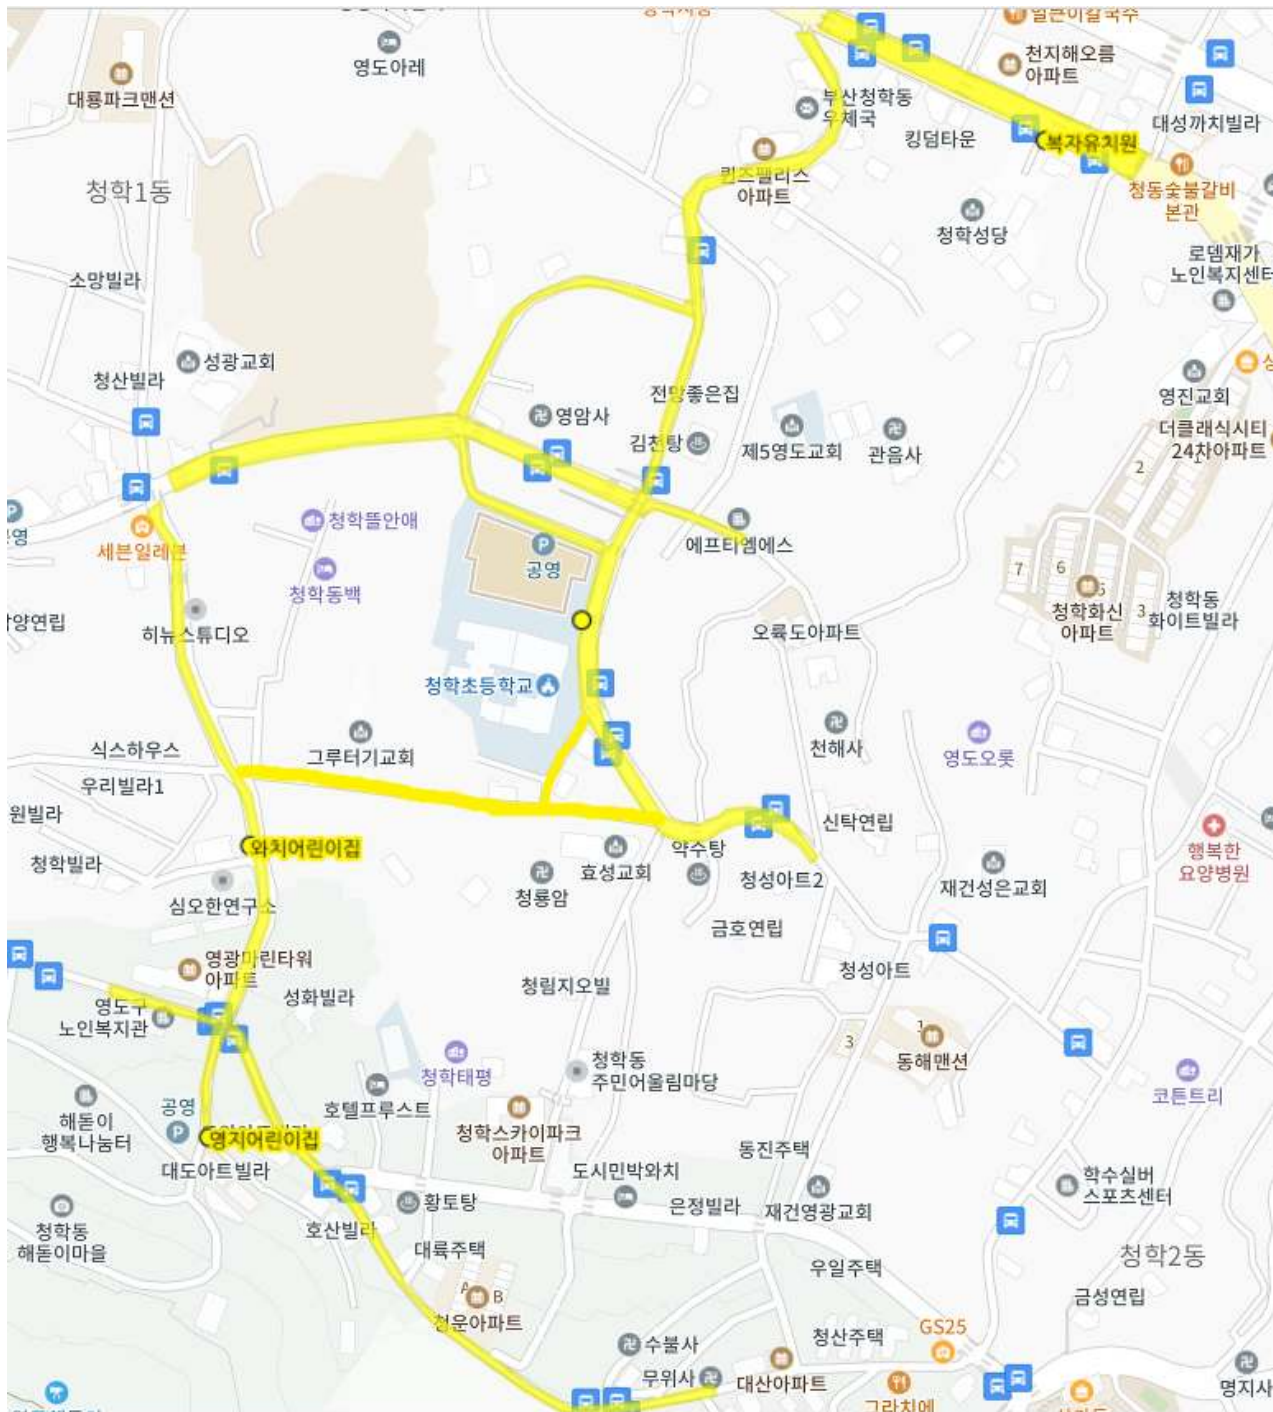 얼큰이칼국수
영도아레
천지해오름
아파트
대룡파크맨션
부산청학동
우체국
대성까치빌라
킹덤타운
복자유치원
퀸즈팰리스
아파트
청동숯불갈비
본관
청학1동
청학성당
로뎀재가
노인복지센터
소망빌라
성광교회
청산빌라
영진교회
전망좋은집
영암사
김천탕
제5영도교회
관음사
더클래식시티
24차아파트
1
2
청학뜰안애
세븐일레븐
에프티엠에스
P
공영
청학동백
7
6
5
3
청학화신
아파트
청학동
화이트빌라
히뉴스튜디오
오륙도아파트
청학초등학교
식스하우스
그루터기교회
천해사
영도오롯
우리빌라1
원빌라
신탁연립
와치어린이집
약수탕
행복한
요양병원
청학빌라
효성교회
청룡암
청성아트2
재건성은교회
심오한연구소
금호연립
영광마린타워
아파트
청성아트
성화빌라
청림지오빌
영도구
노인복지관
3
1
동해맨션
청학동
주민어울림마당
청학태평
코튼트리
해돋이
행복나눔터
공영
P
호텔프루스트
명지어린이집
청학스카이파크
아파트
동진주택
대도아트빌라
도시민박와치
학수실버
스포츠센터
황토탕
은정빌라
재건영광교회
청학동
해돋이마을
호산빌라
대륙주택
청학2동
우일주택
A
B
청운아파트
금성연립
GS25
청산주택
수불사
무위사
대산아파트
명지사
그라치에